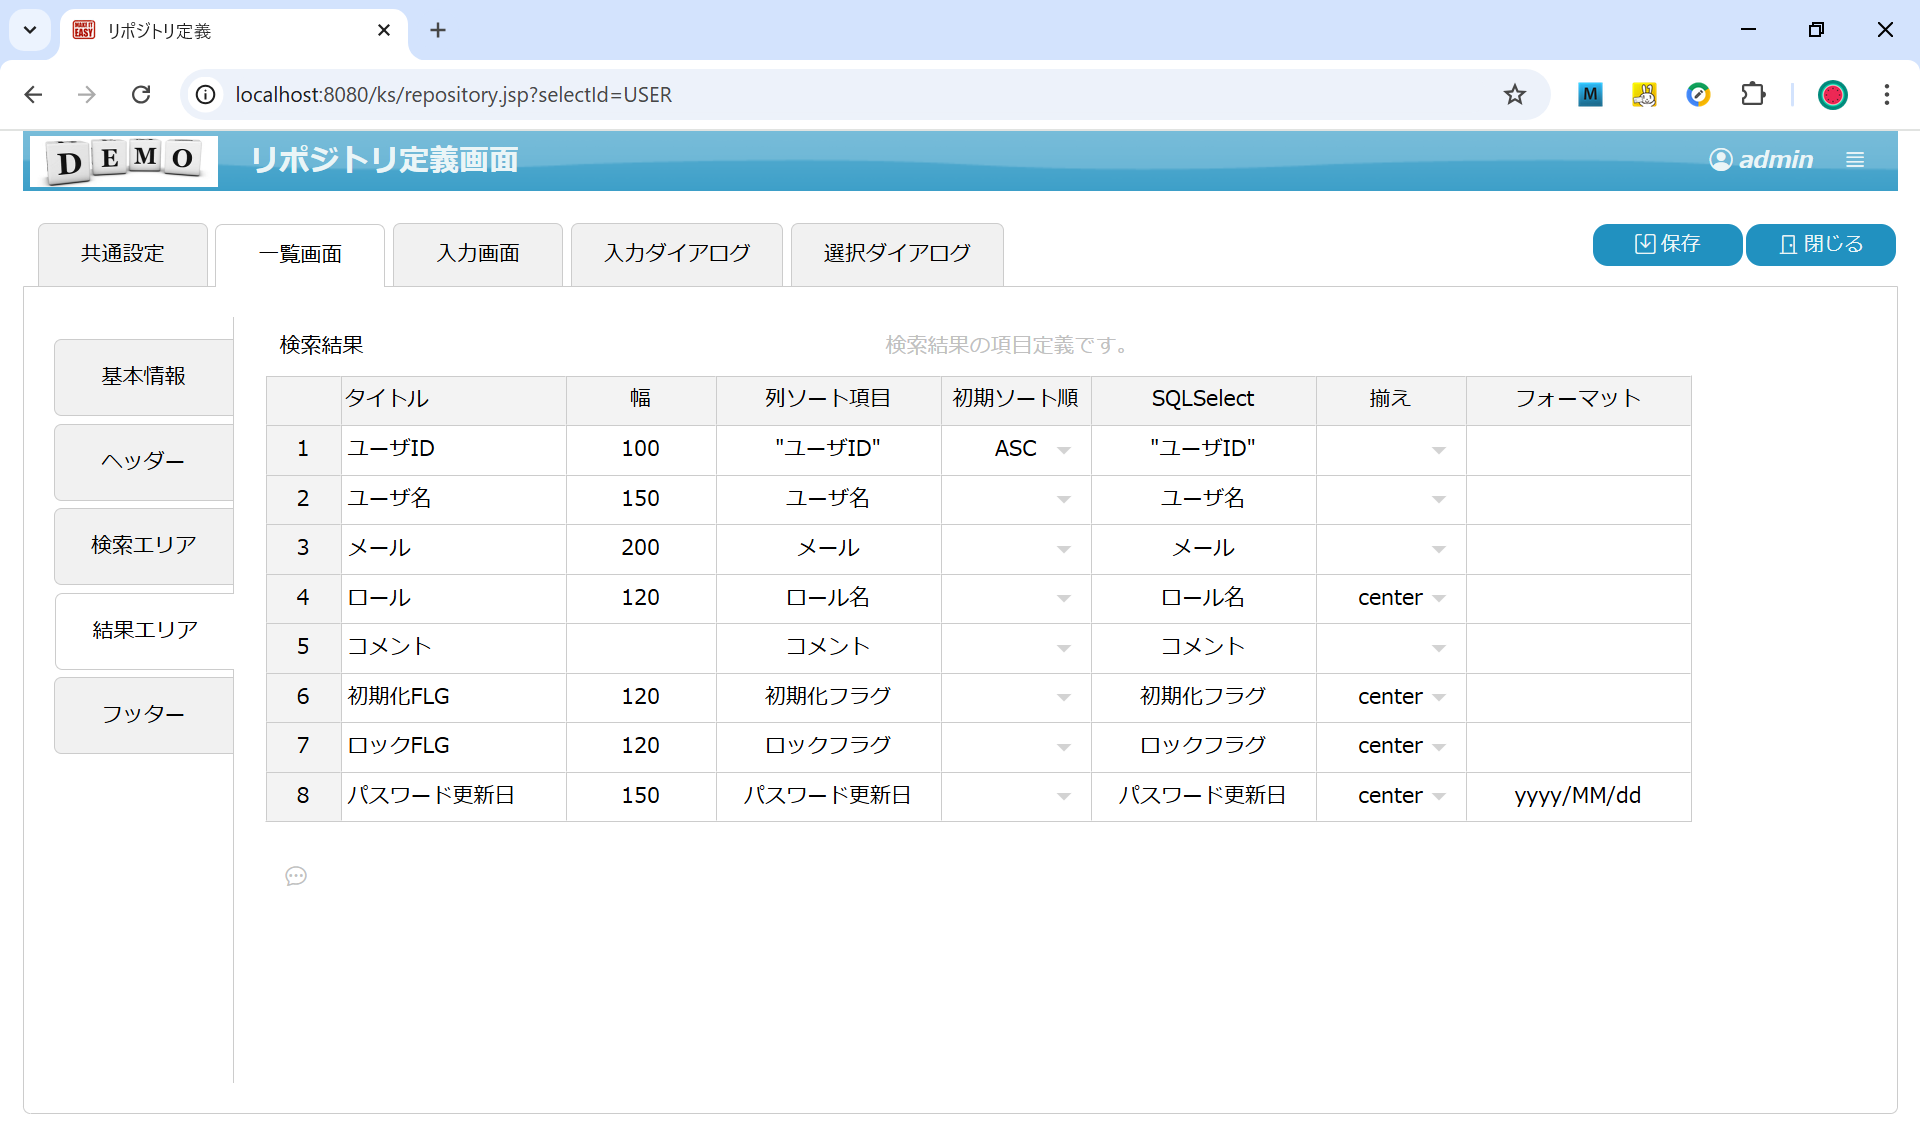 MAKE IT EASY リポジトリ定義
localhost:8080/ks/repository.jsp?selectId=USER
M
DEMO リポジトリ定義画面 admin
共通設定 一覧画面 入力画面 入力ダイアログ 選択ダイアログ 保存 閉じる
基本情報
ヘッダー
検索エリア
結果エリア
フッター
検索結果 検索結果の項目定義です。
タイトル 幅 列ソート項目 初期ソート順 SQLSelect 揃え フォーマット
1 ユーザID 100 "ユーザID" ASC "ユーザID"
2 ユーザ名 150 ユーザ名 ユーザ名
3 メール 200 メール メール
4 ロール 120 ロール名 ロール名 center
5 コメント コメント コメント
6 初期化FLG 120 初期化フラグ 初期化フラグ center
7 ロックFLG 120 ロックフラグ ロックフラグ center
8 パスワード更新日 150 パスワード更新日 パスワード更新日 center yyyy/MM/dd